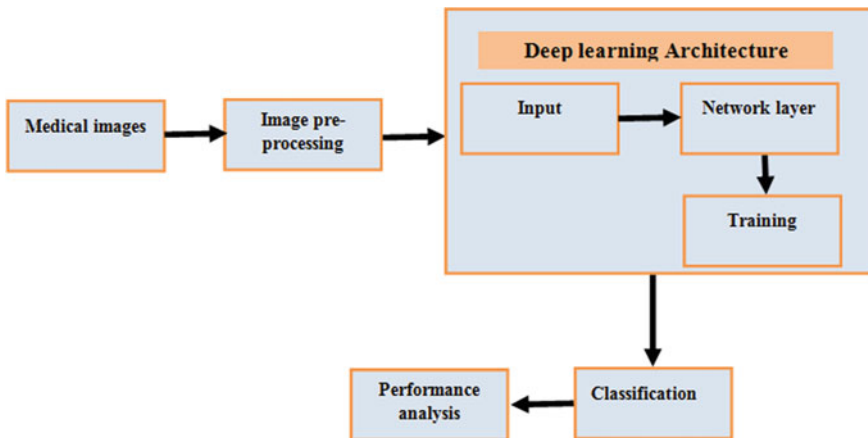 Deep learning Architecture
Medical images
Image pre-
processing
Input
Network layer
Training
Classification
Performance
analysis